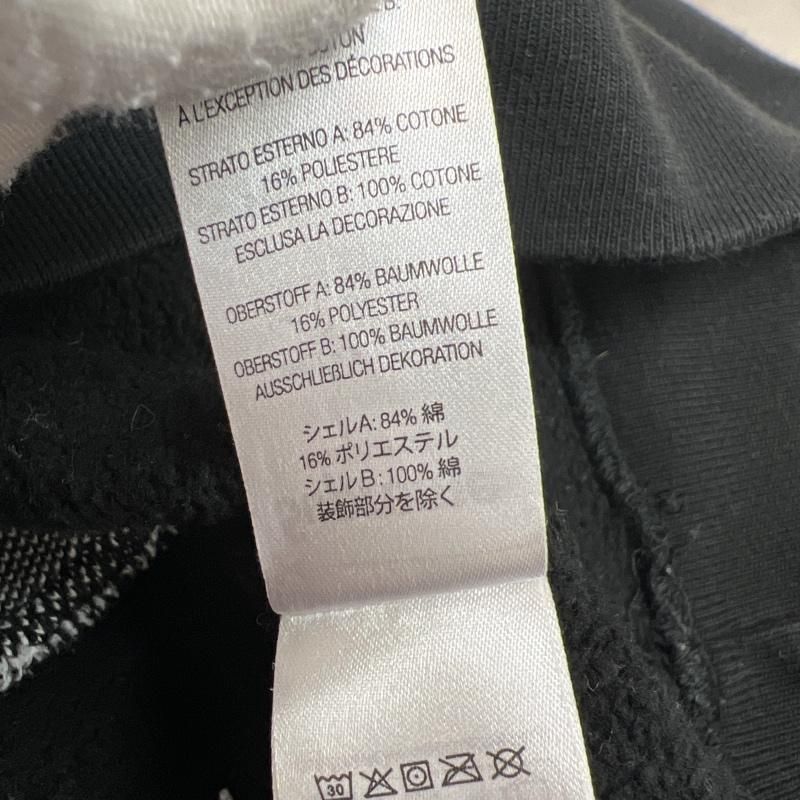 B:
À L'EXCEPTION DES DÉCORATIONS
STRATO ESTERNO A: 84% COTONE
16% POLIESTERE
STRATO ESTERNO B: 100% COTONE
ESCLUSA LA DECORAZIONE
OBERSTOFF A: 84% BAUMWOLLE
16% POLYESTER
OBERSTOFF B: 100% BAUMWOLLE
AUSSCHLIEßLICH DEKORATION
シェルA: 84% 綿
16% ポリエステル
シェルB: 100% 綿
装飾部分を除く
30